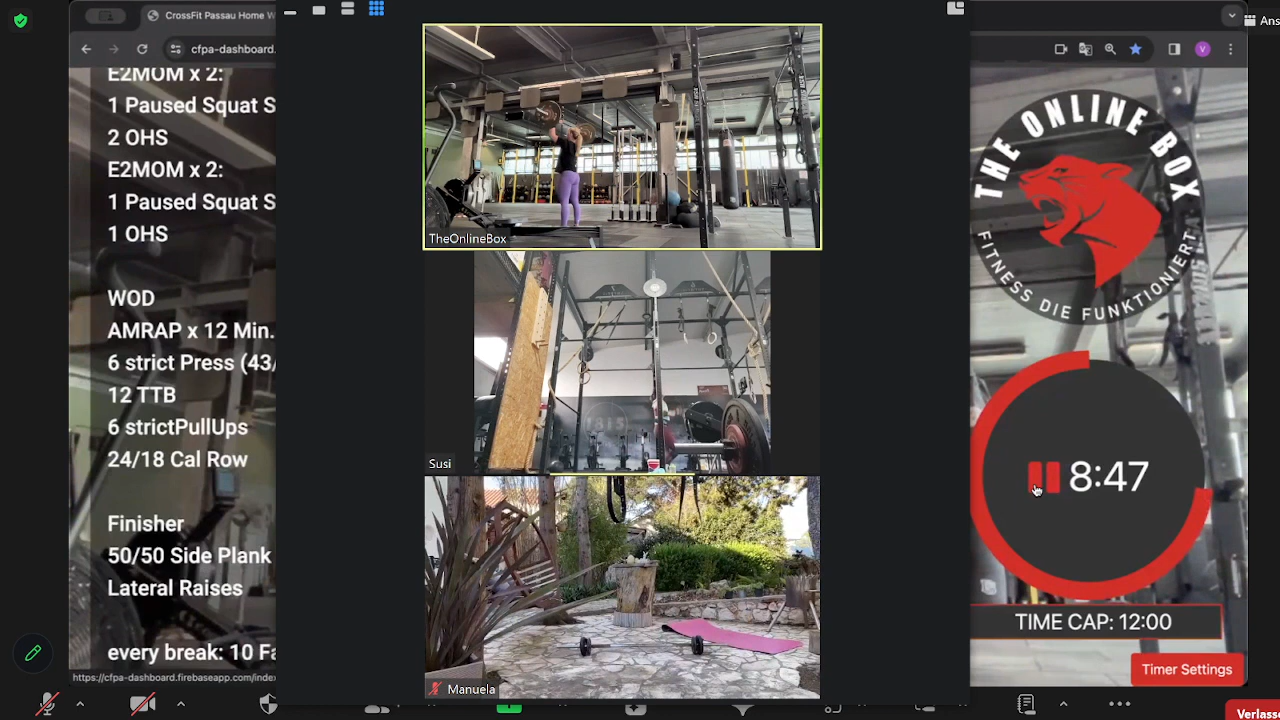 CrossFit Passau Home W
Ans
cfpa-dashboard.
V
E2MOM x 2:
1 Paused Squat S
2 OHS
E2MOM x 2:
1 Paused Squat S
1 OHS
WOD
AMRAP x 12 Min.
6 strict Press (43/
12 TTB
6 strictPullUps
24/18 Cal Row
Finisher
50/50 Side Plank
Lateral Raises
every break: 10 Fa
https://cfpa-dashboard.firebaseapp.com/index
TheOnlineBox
Susi
Manuela
THE ONLINE BOX
FITNESS DIE FUNKTIONIERT
8:47
TIME CAP: 12:00
Timer Settings
Verlass